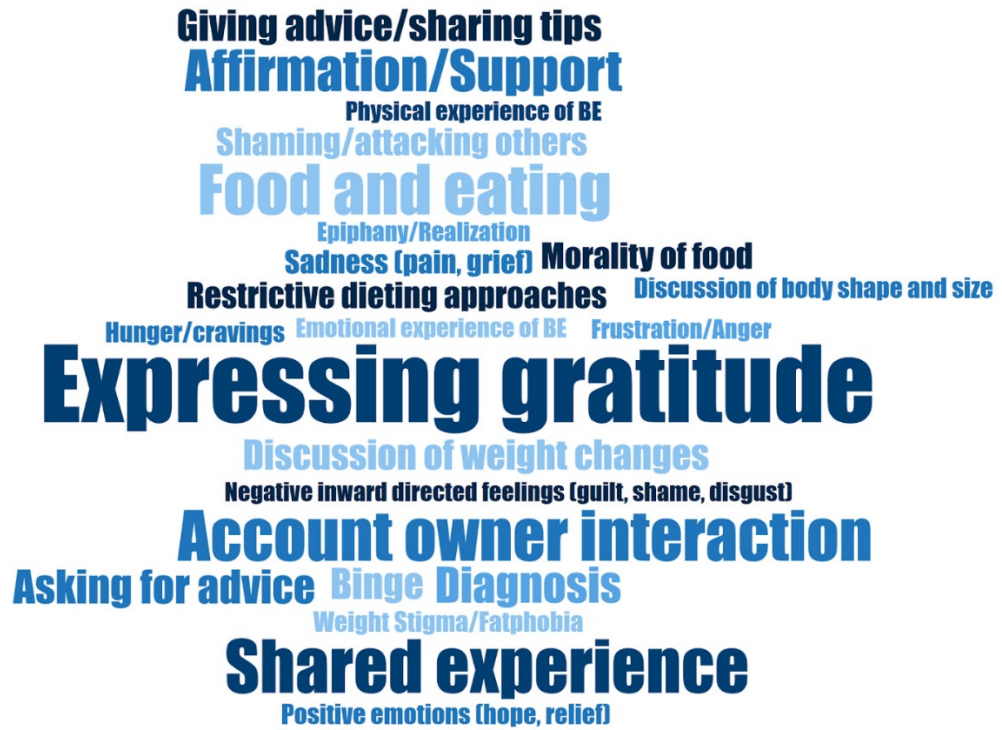 Giving advice/sharing tips
Affirmation/Support
Physical experience of BE
Shaming/attacking others
Food and eating
Epiphany/Realization
Sadness (pain, grief) Morality of food
Restrictive dieting approaches Discussion of body shape and size
Hunger/cravings Emotional experience of BE Frustration/Anger
Expressing gratitude
Discussion of weight changes
Negative inward directed feelings (guilt, shame, disgust)
Account owner interaction
Asking for advice Binge Diagnosis
Weight Stigma/Fatphobia
Shared experience
Positive emotions (hope, relief)